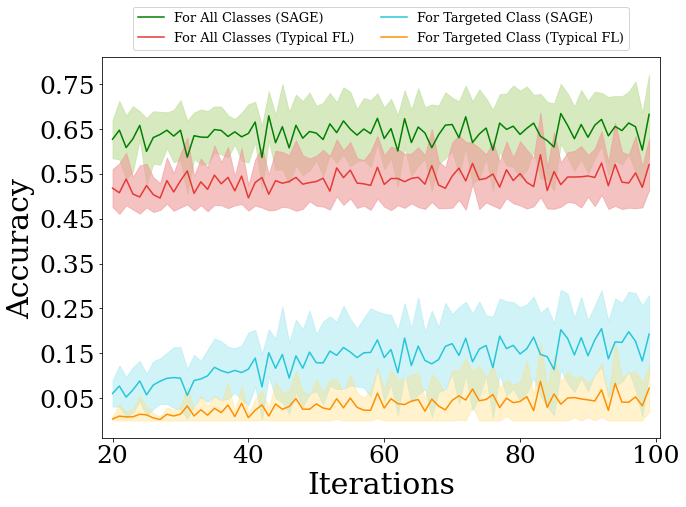 For All Classes (SAGE)
For All Classes (Typical FL)
For Targeted Class (SAGE)
For Targeted Class (Typical FL)
Accuracy
0.75
0.65
0.55
0.45
0.35
0.25
0.15
0.05
20 40 60 80 100
Iterations